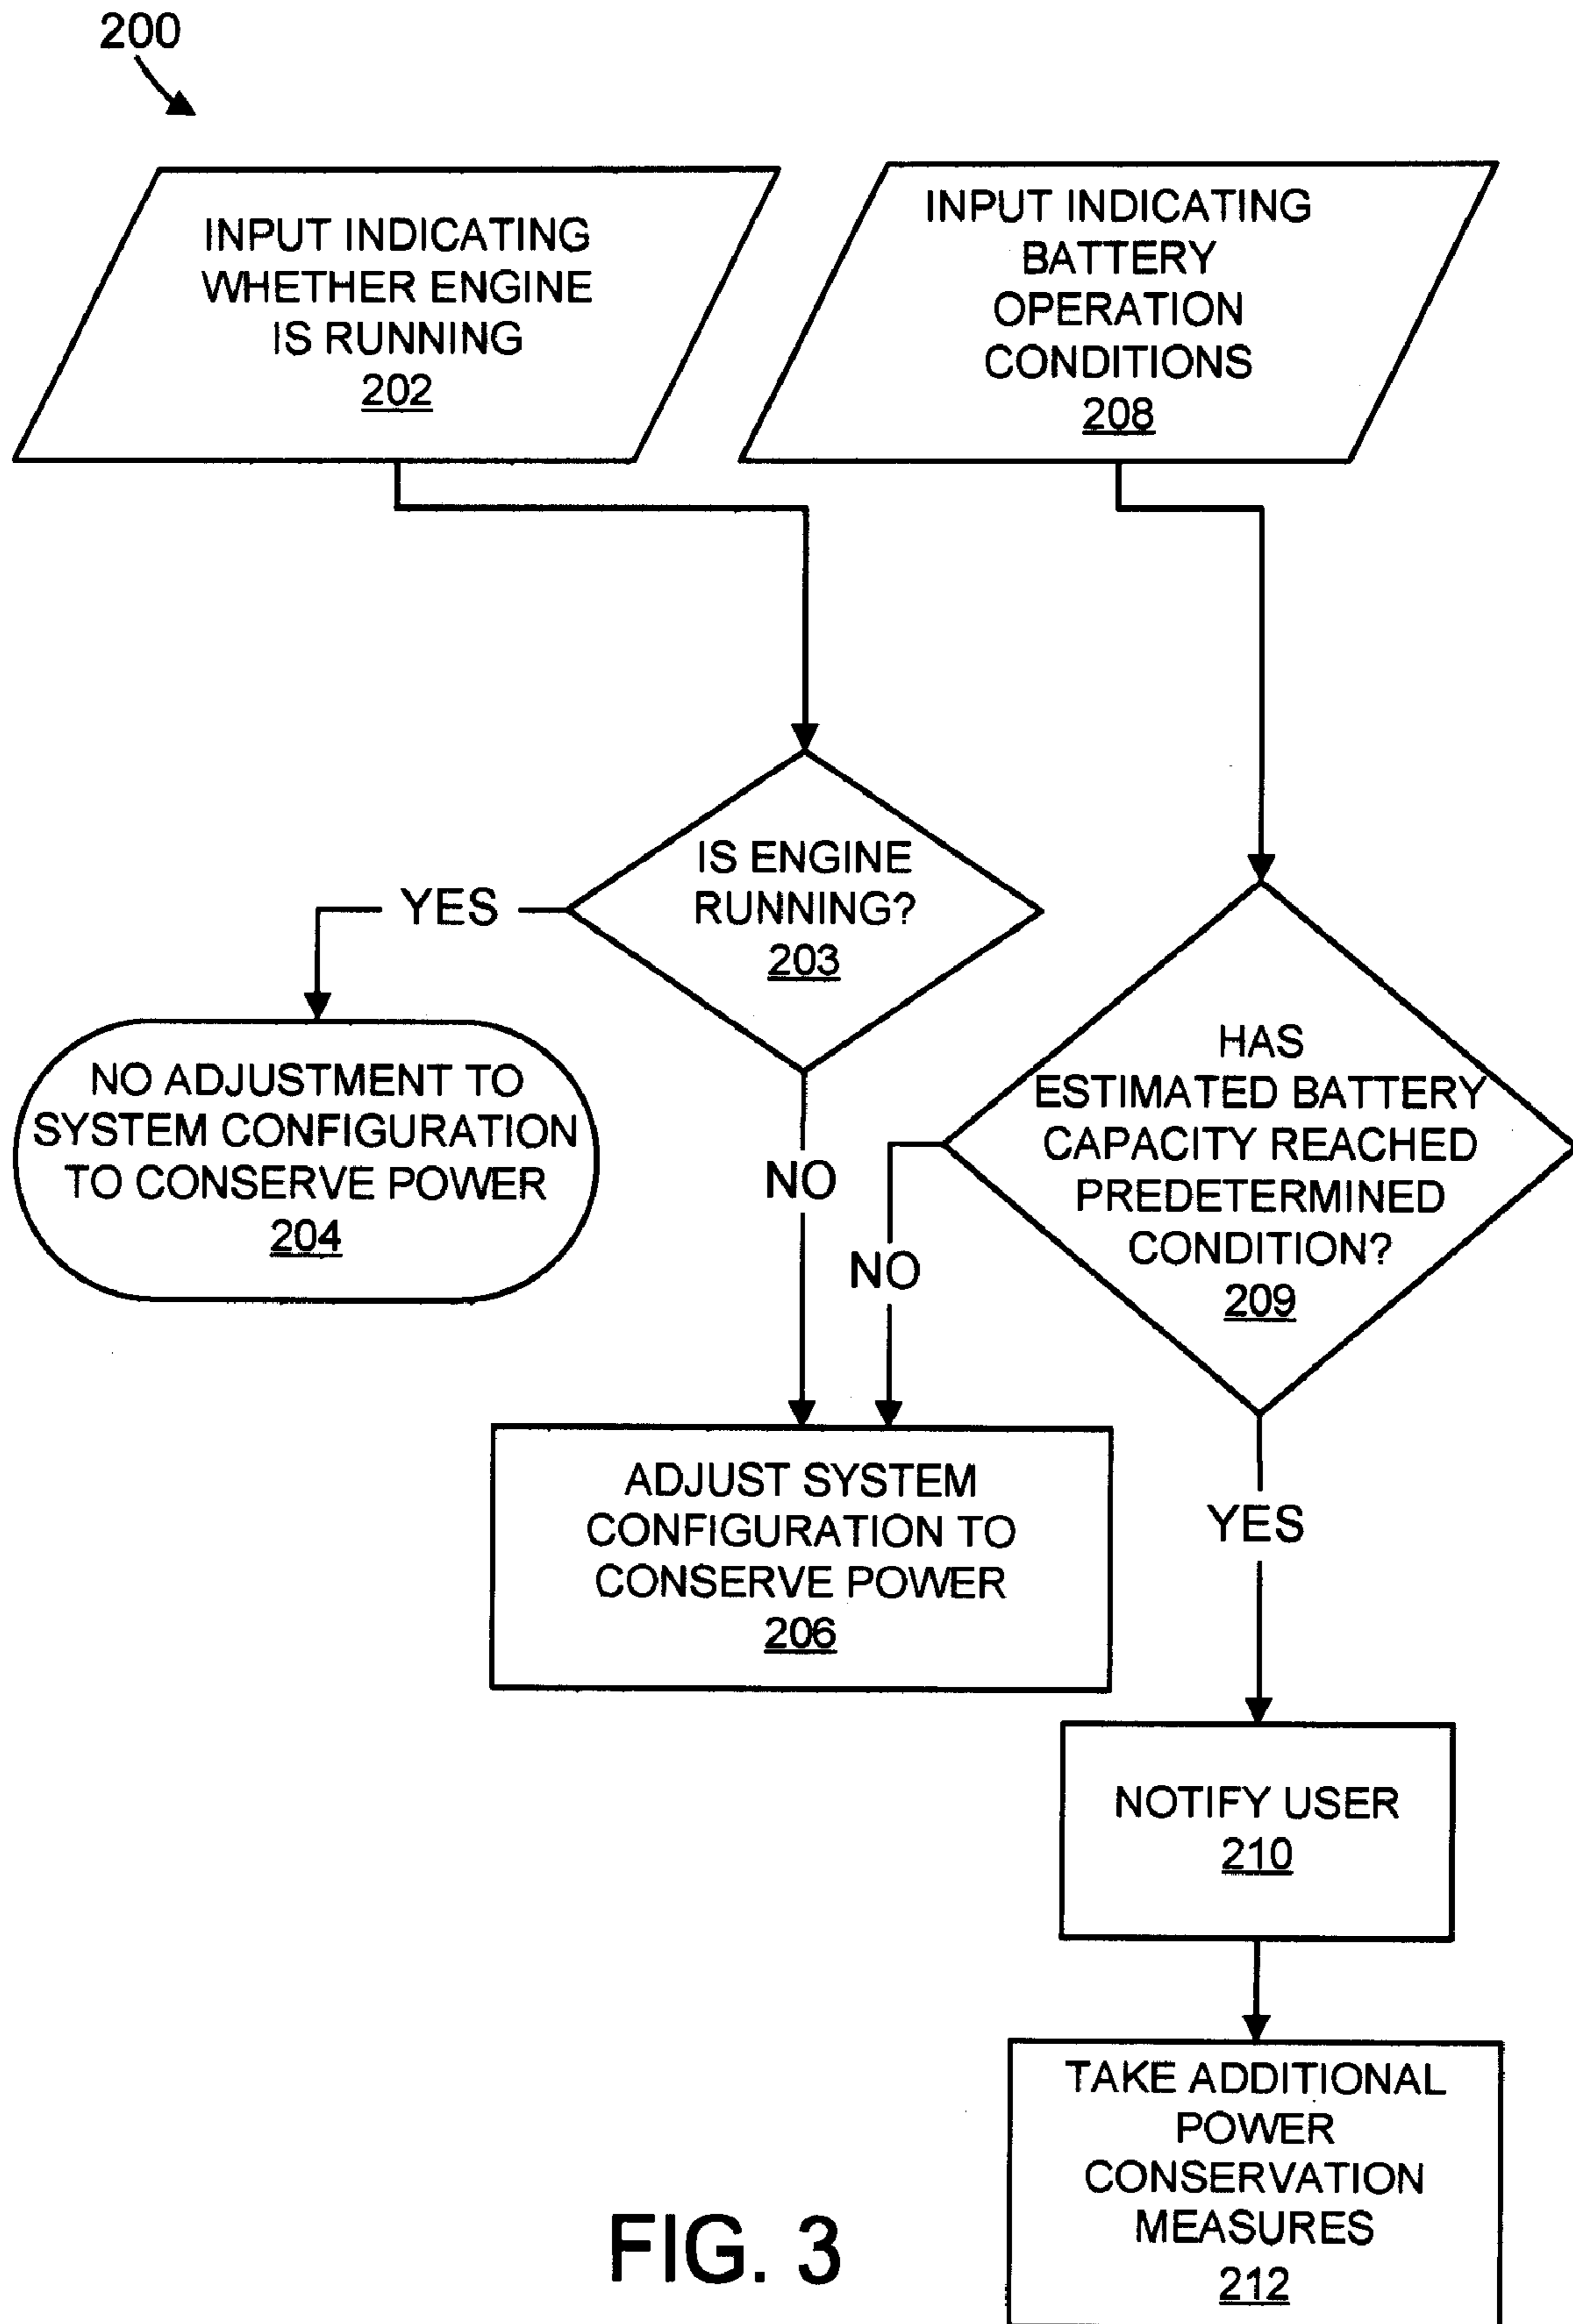 200
INPUT INDICATING
WHETHER ENGINE
IS RUNNING
202
INPUT INDICATING
BATTERY
OPERATION
CONDITIONS
208
IS ENGINE
RUNNING?
203
YES
NO ADJUSTMENT TO
SYSTEM CONFIGURATION
TO CONSERVE POWER
204
NO
HAS
ESTIMATED BATTERY
CAPACITY REACHED
PREDETERMINED
CONDITION?
209
NO
ADJUST SYSTEM
CONFIGURATION TO
CONSERVE POWER
206
YES
NOTIFY USER
210
TAKE ADDITIONAL
POWER
CONSERVATION
MEASURES
212
FIG. 3